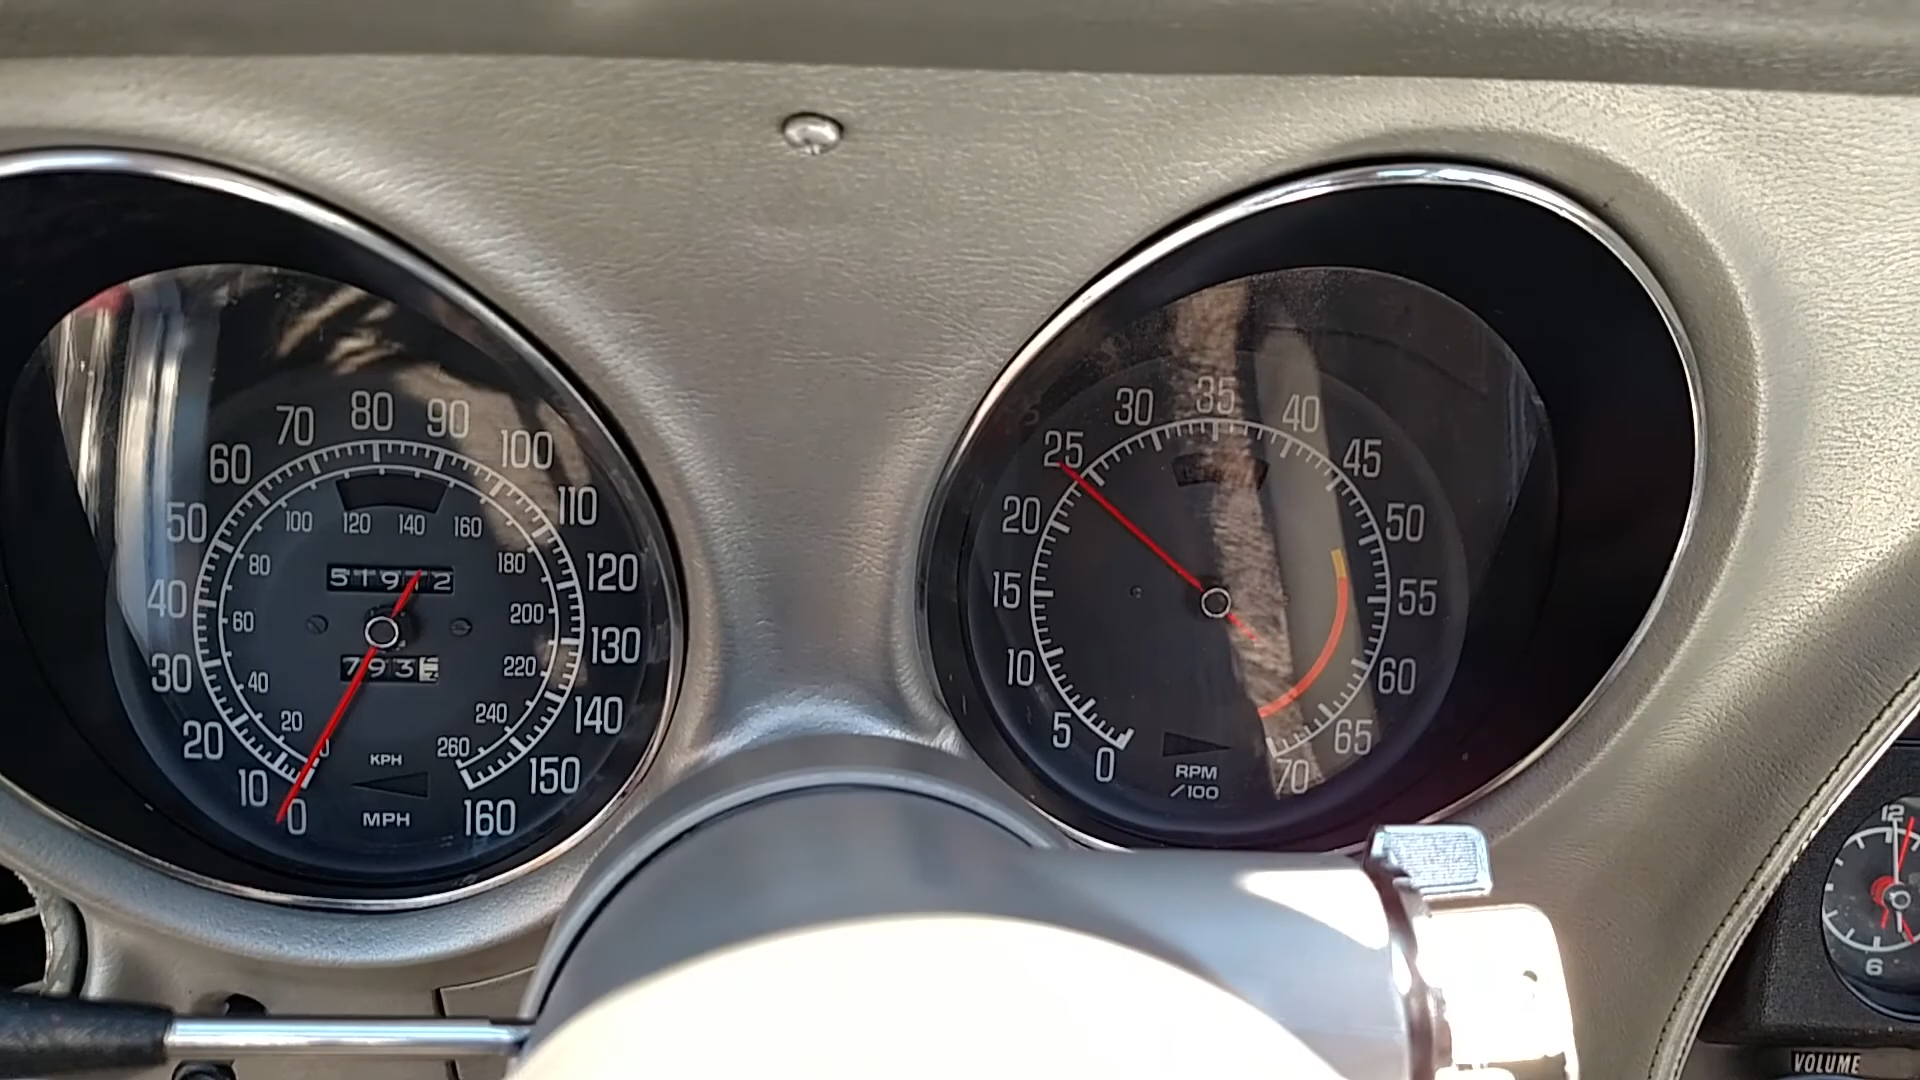 0 10 20 30 40 50 60 70 80 90 100 110 120 130 140 150 160
0 20 40 60 80 100 120 140 160 180 200 220 240 260
793
KPH
MPH
0 5 10 15 20 25 30 35 40 45 50 55 60 65 70
RPM
/100
12
6
VOLUME